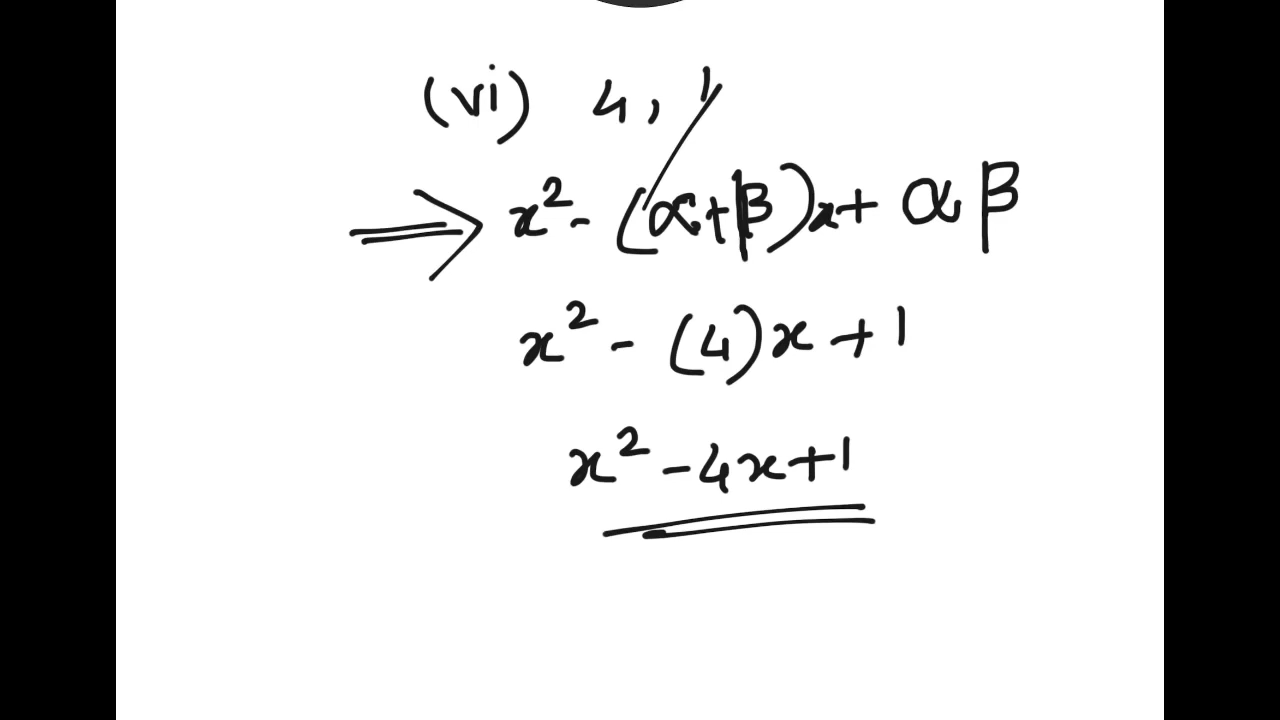 (vi) 4, 1
⇒ x² - (α+β)x + αβ
x² - (4)x + 1
x² - 4x + 1